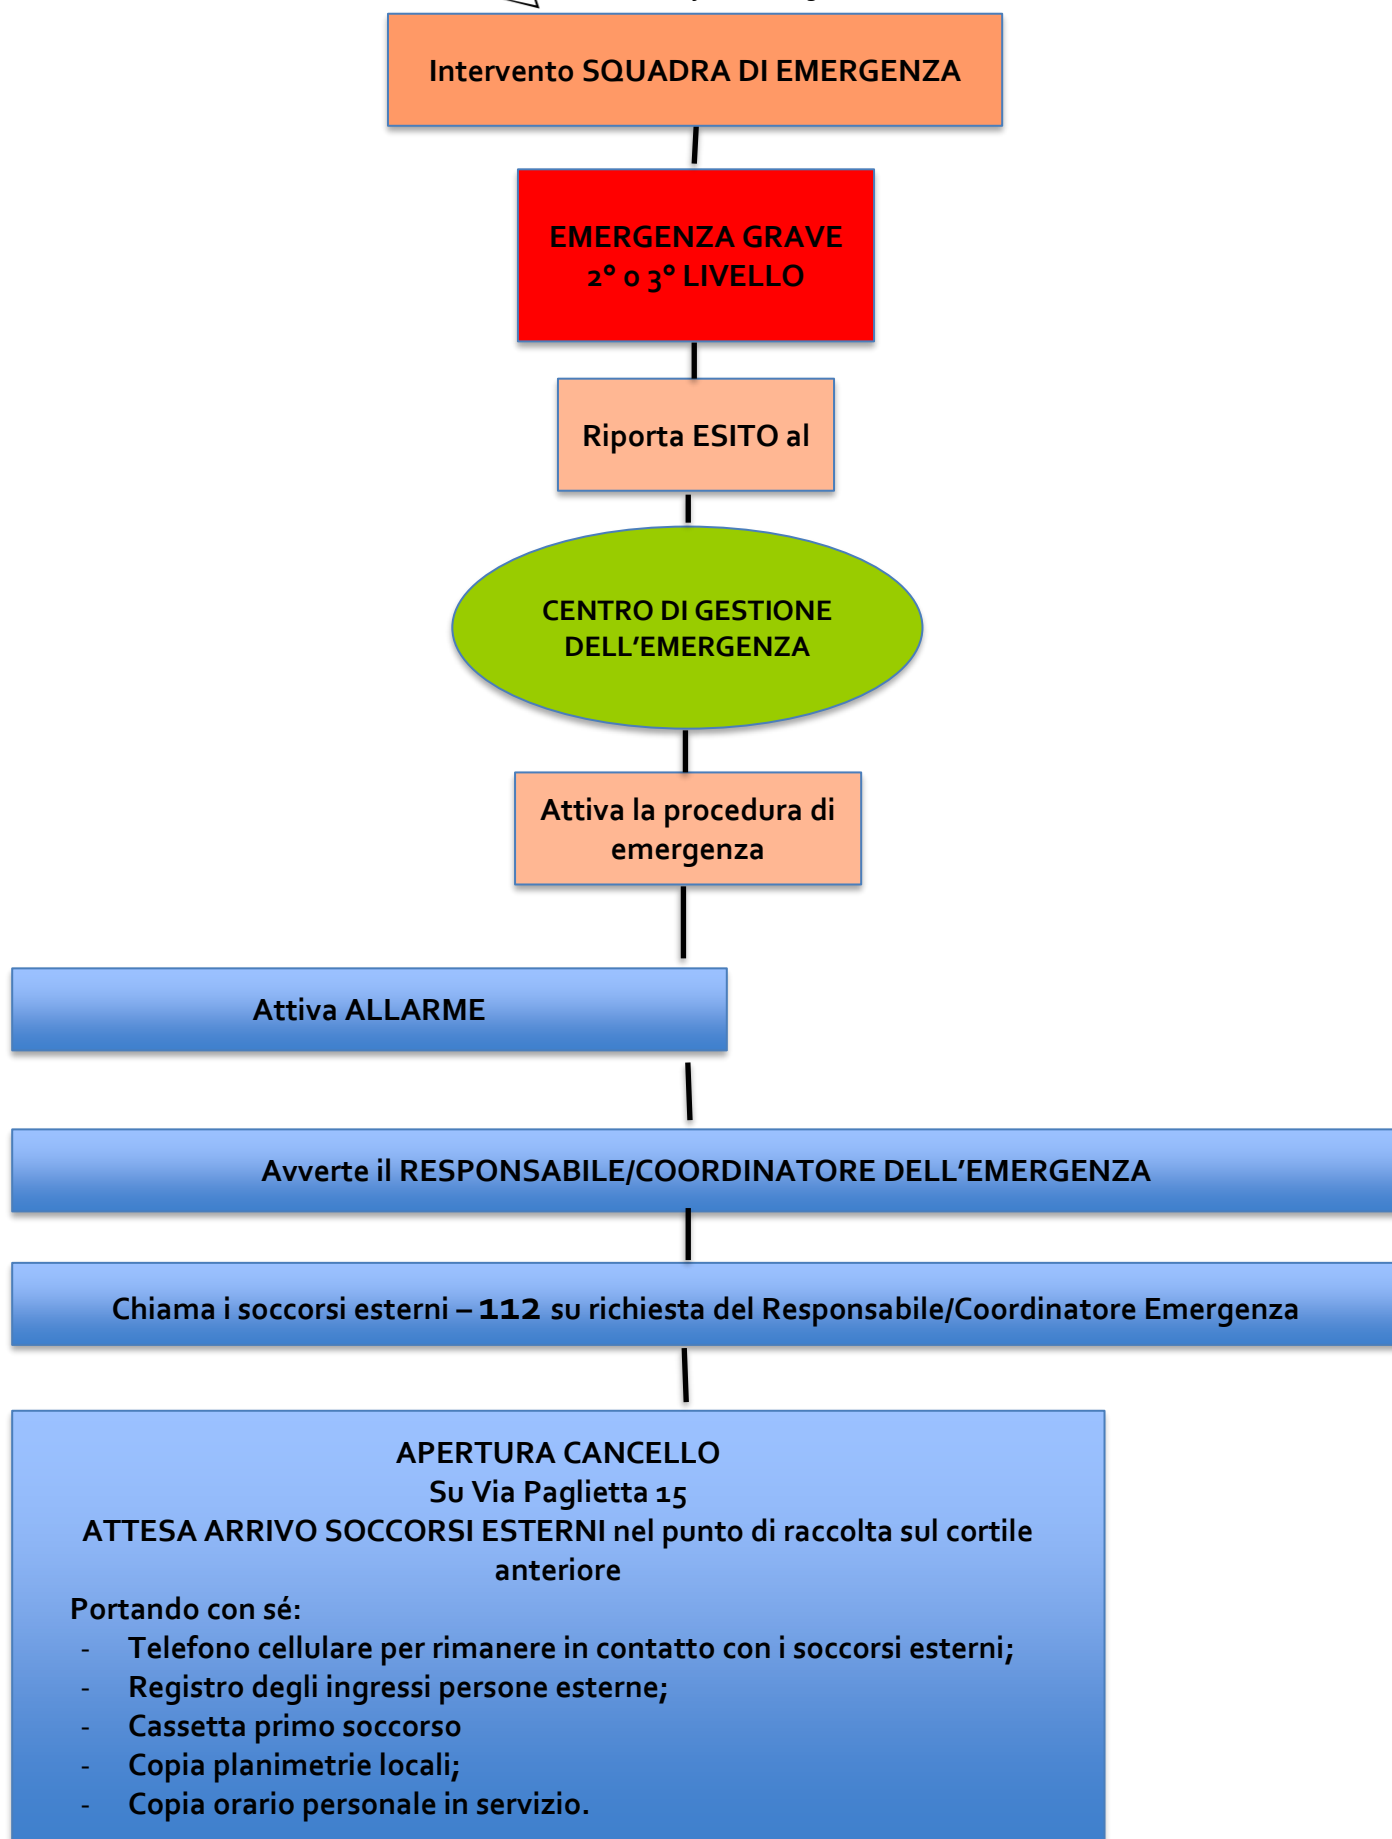 Intervento SQUADRA DI EMERGENZA
EMERGENZA GRAVE
2° o 3° LIVELLO
Riporta ESITO al
CENTRO DI GESTIONE
DELL’EMERGENZA
Attiva la procedura di
emergenza
Attiva ALLARME
Avverte il RESPONSABILE/COORDINATORE DELL’EMERGENZA
Chiama i soccorsi esterni – 112 su richiesta del Responsabile/Coordinatore Emergenza
APERTURA CANCELLO
Su Via Paglietta 15
ATTESA ARRIVO SOCCORSI ESTERNI nel punto di raccolta sul cortile
anteriore
Portando con sé:
- Telefono cellulare per rimanere in contatto con i soccorsi esterni;
- Registro degli ingressi persone esterne;
- Cassetta primo soccorso
- Copia planimetrie locali;
- Copia orario personale in servizio.